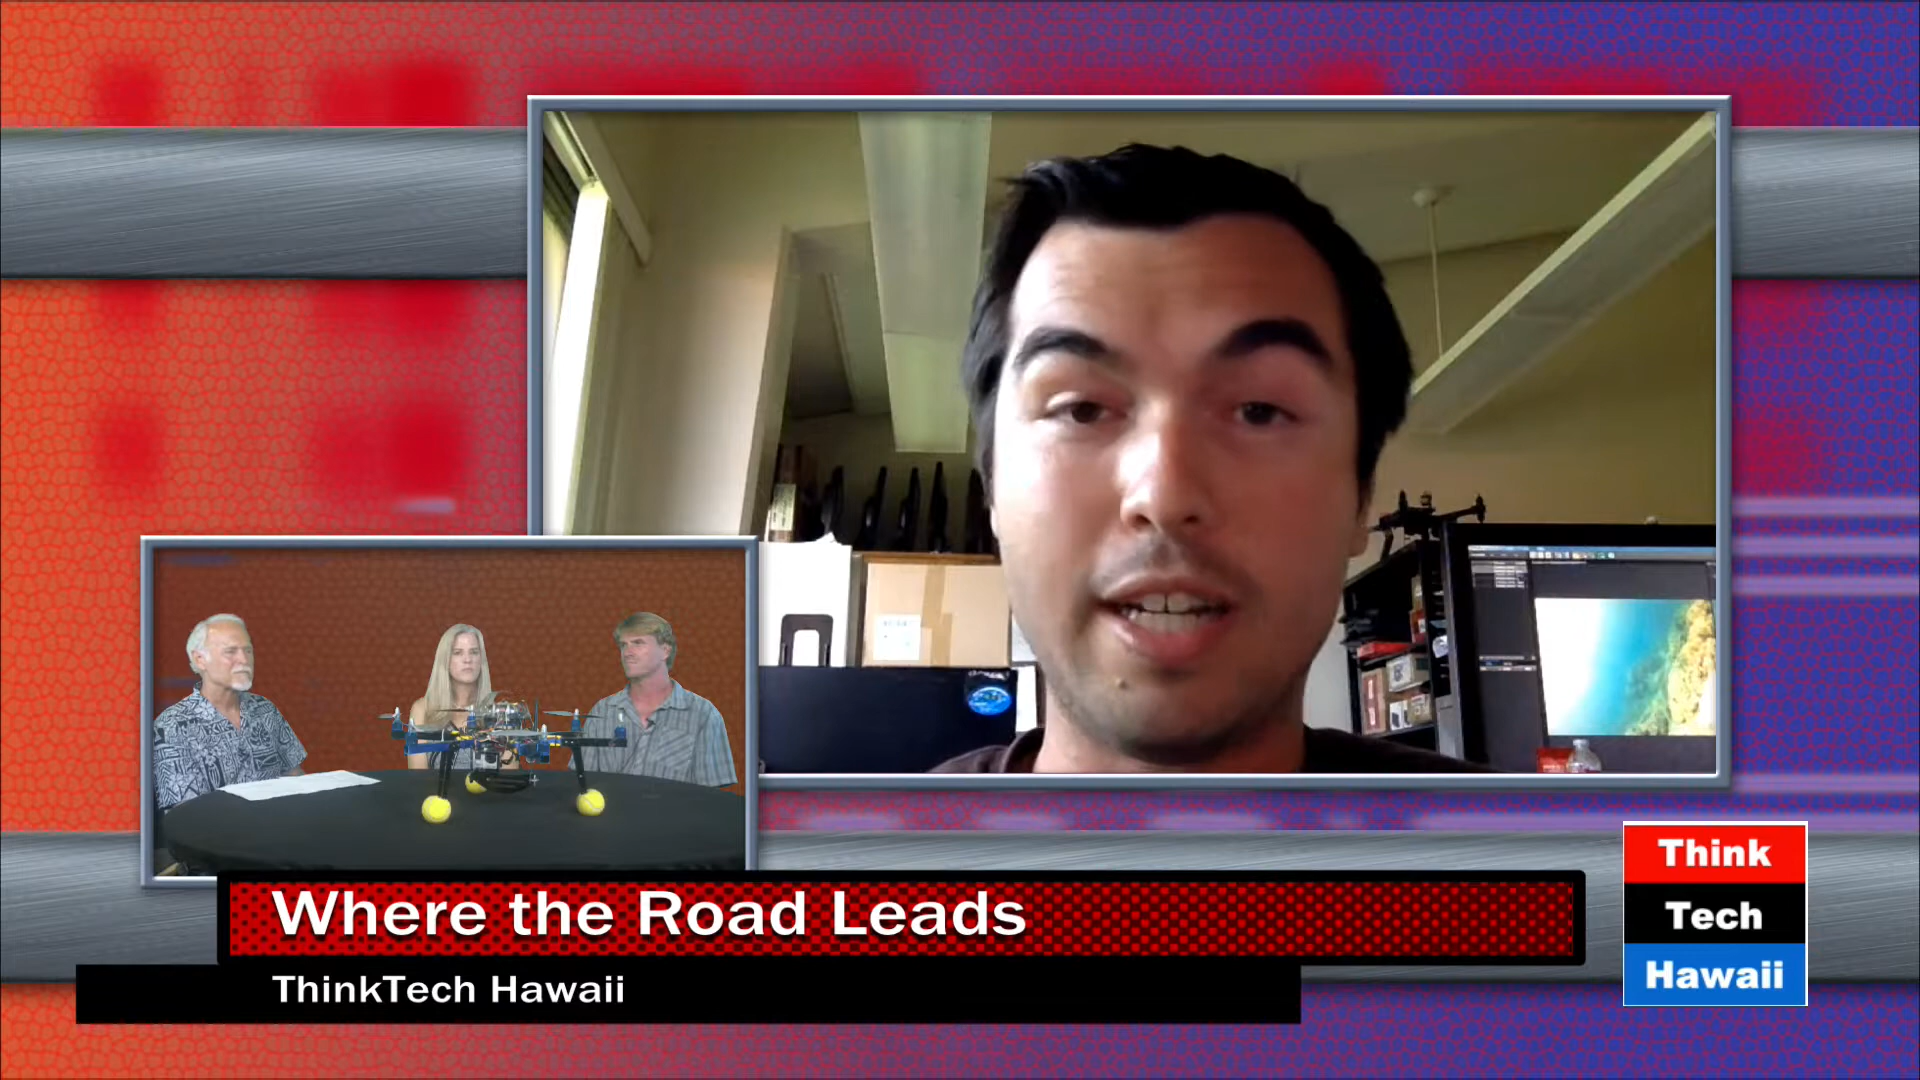 Where the Road Leads
ThinkTech Hawaii
Think
Tech
Hawaii